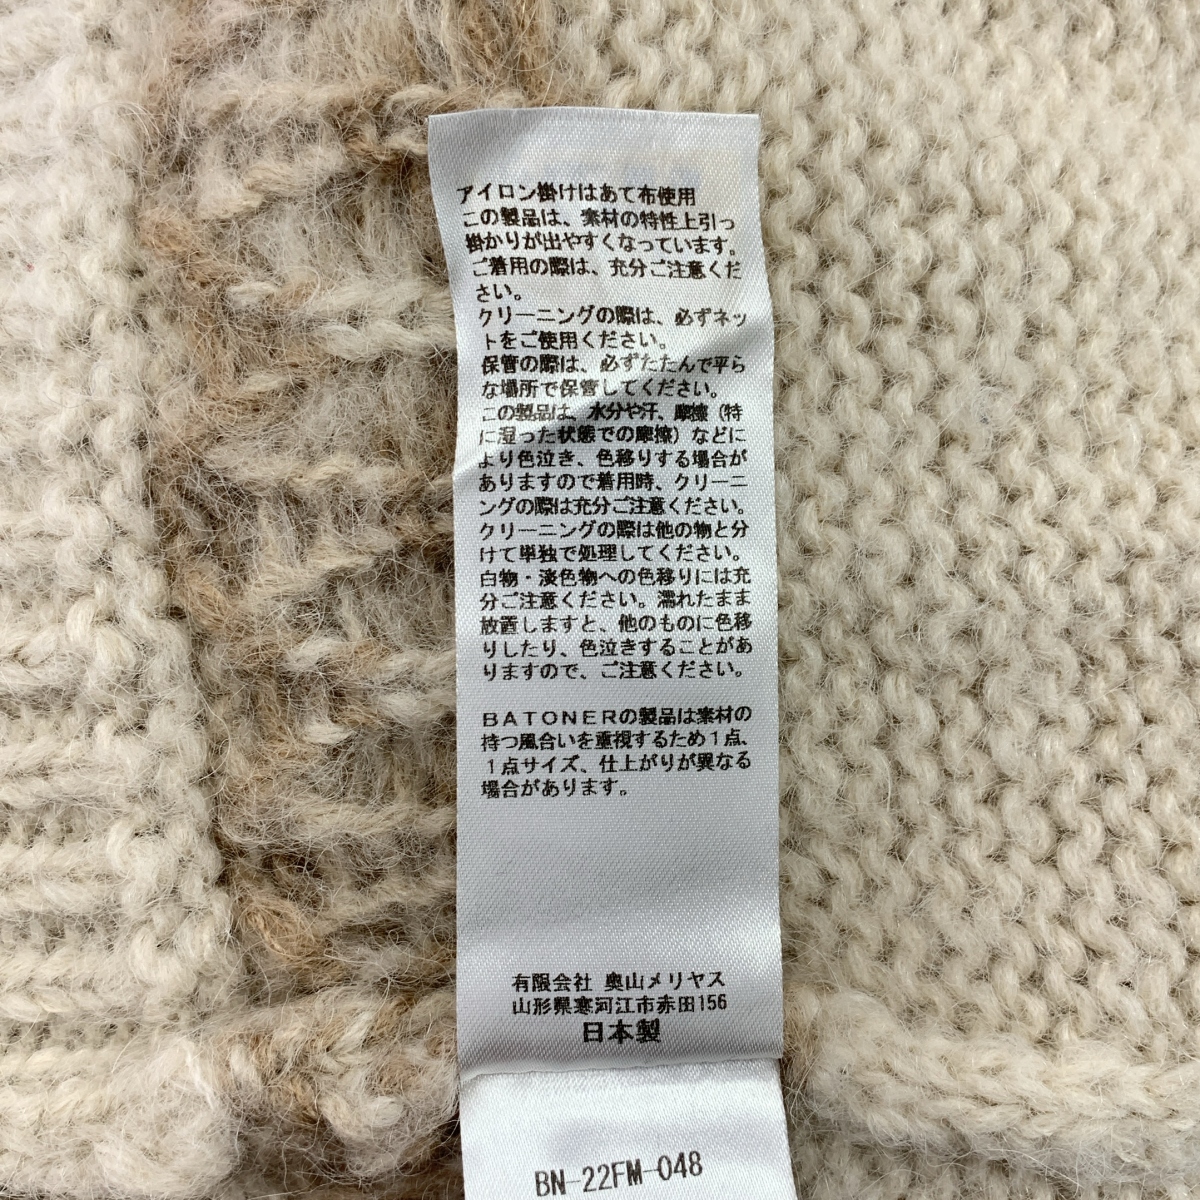 アイロン掛けはあて布使用
この製品は、素材の特性上引っ
掛かりが出やすくなっています。
ご着用の際は、充分ご注意くだ
さい。
クリーニングの際は、必ずネッ
トをご使用ください。
保管の際は、必ずたたんで平ら
な場所で保管してください。
この製品は、水分や汗、摩擦（特
に湿った状態での摩擦）などに
より色泣き、色移りする場合が
ありますので着用時、クリーニ
ングの際は充分ご注意ください。
クリーニングの際は他の物と分
けて単独で処理してください。
白物・淡色物への色移りには充
分ご注意ください。濡れたまま
放置しますと、他のものに色移
りしたり、色泣きすることがあ
りますので、ご注意ください。
ＢＡＴＯＮＥＲの製品は素材の
持つ風合いを重視するため１点、
１点サイズ、仕上がりが異なる
場合があります。
有限会社 奥山メリヤス
山形県寒河江市赤田156
日本製
BN-22FM-048